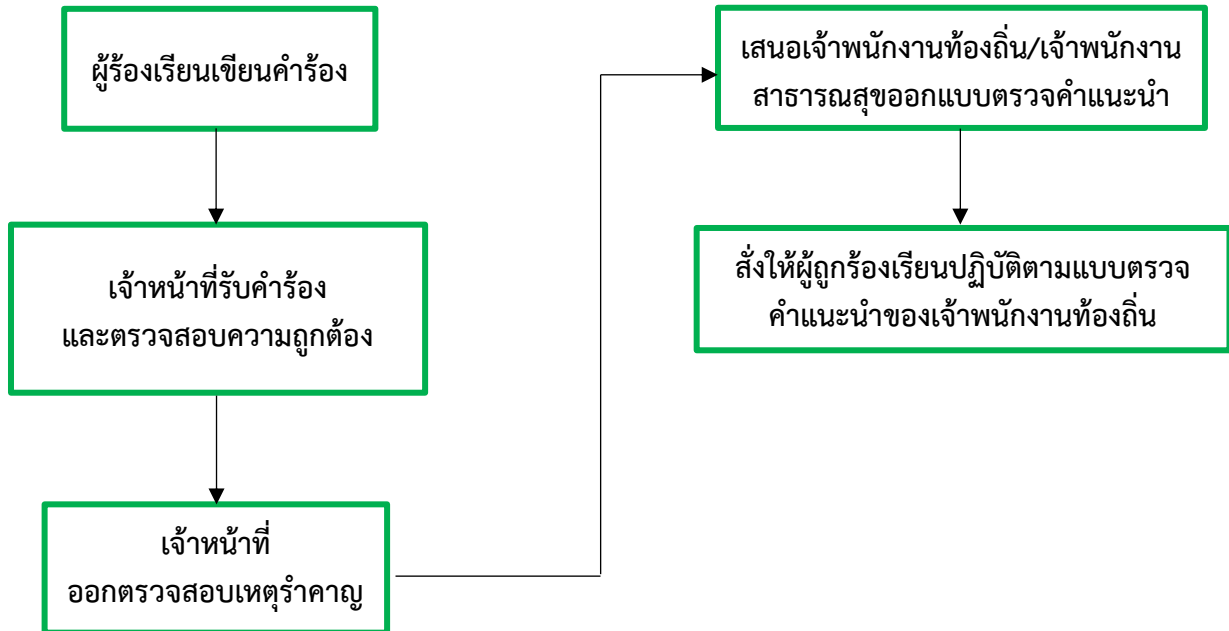 ผู้ร้องเรียนเขียนคำร้อง
เจ้าหน้าที่รับคำร้อง
และตรวจสอบความถูกต้อง
เจ้าหน้าที่
ออกตรวจสอบเหตุรำคาญ
เสนอเจ้าพนักงานท้องถิ่น/เจ้าพนักงาน
สาธารณสุขออกแบบตรวจคำแนะนำ
สั่งให้ผู้ถูกร้องเรียนปฏิบัติตามแบบตรวจ
คำแนะนำของเจ้าพนักงานท้องถิ่น